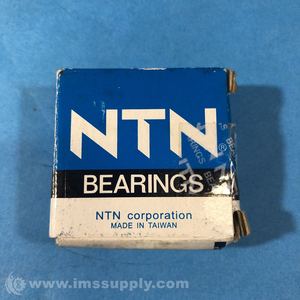 NTN
BEARINGS
NTN corporation
MADE IN TAIWAN
© www.imssupply.com